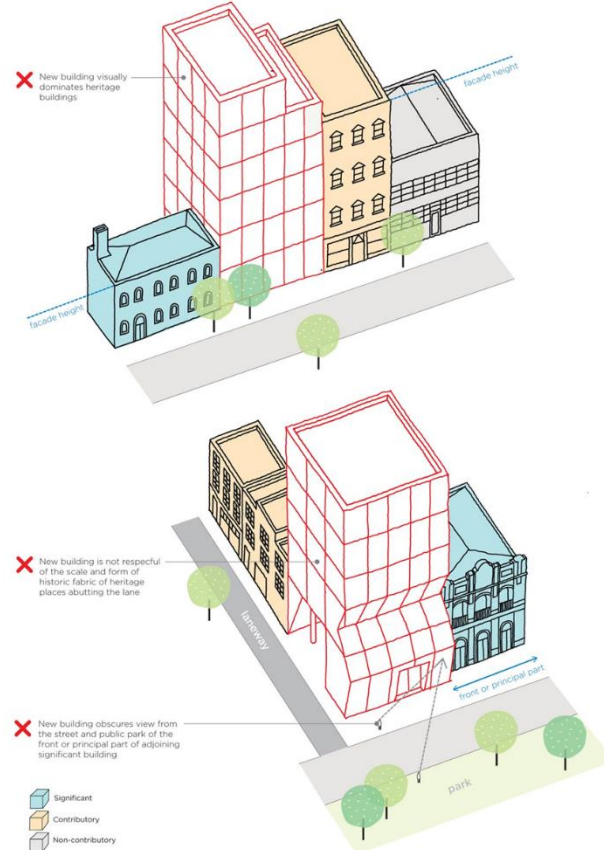 New building visually
dominates heritage
buildings
facade height
facade height
New building is not respecful
of the scale and form of
historic fabric of heritage
places abutting the lane
laneway
front or principal part
New building obscures view from
the street and public park of the
front or principal part of adjoining
significant building
park
Significant
Contributory
Non-contributory